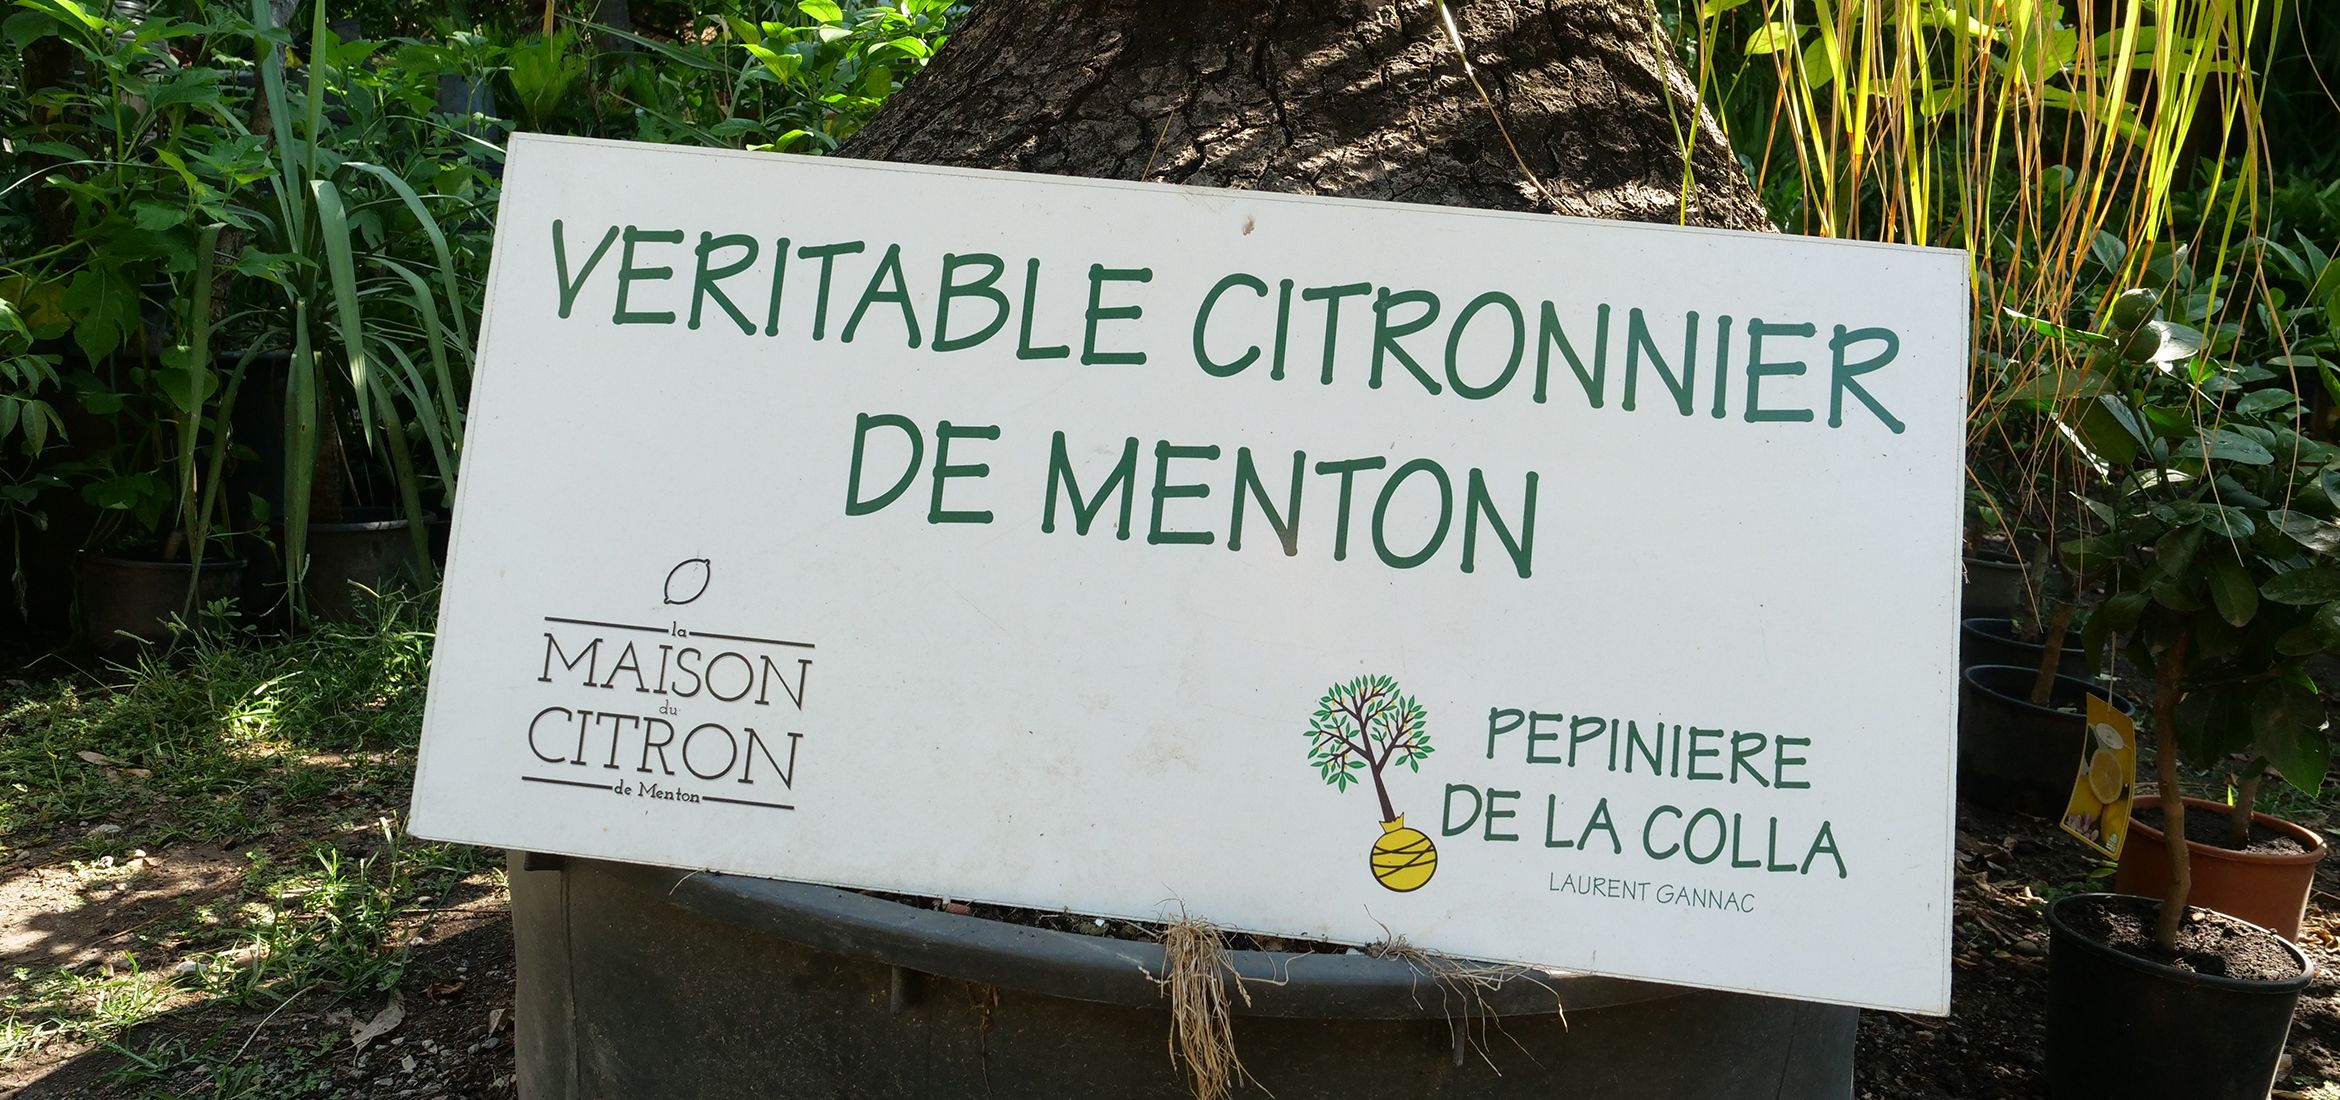 VERITABLE CITRONNIER
DE MENTON
la
MAISON
du
CITRON
de Menton
PEPINIERE
DE LA COLLA
LAURENT GANNAC